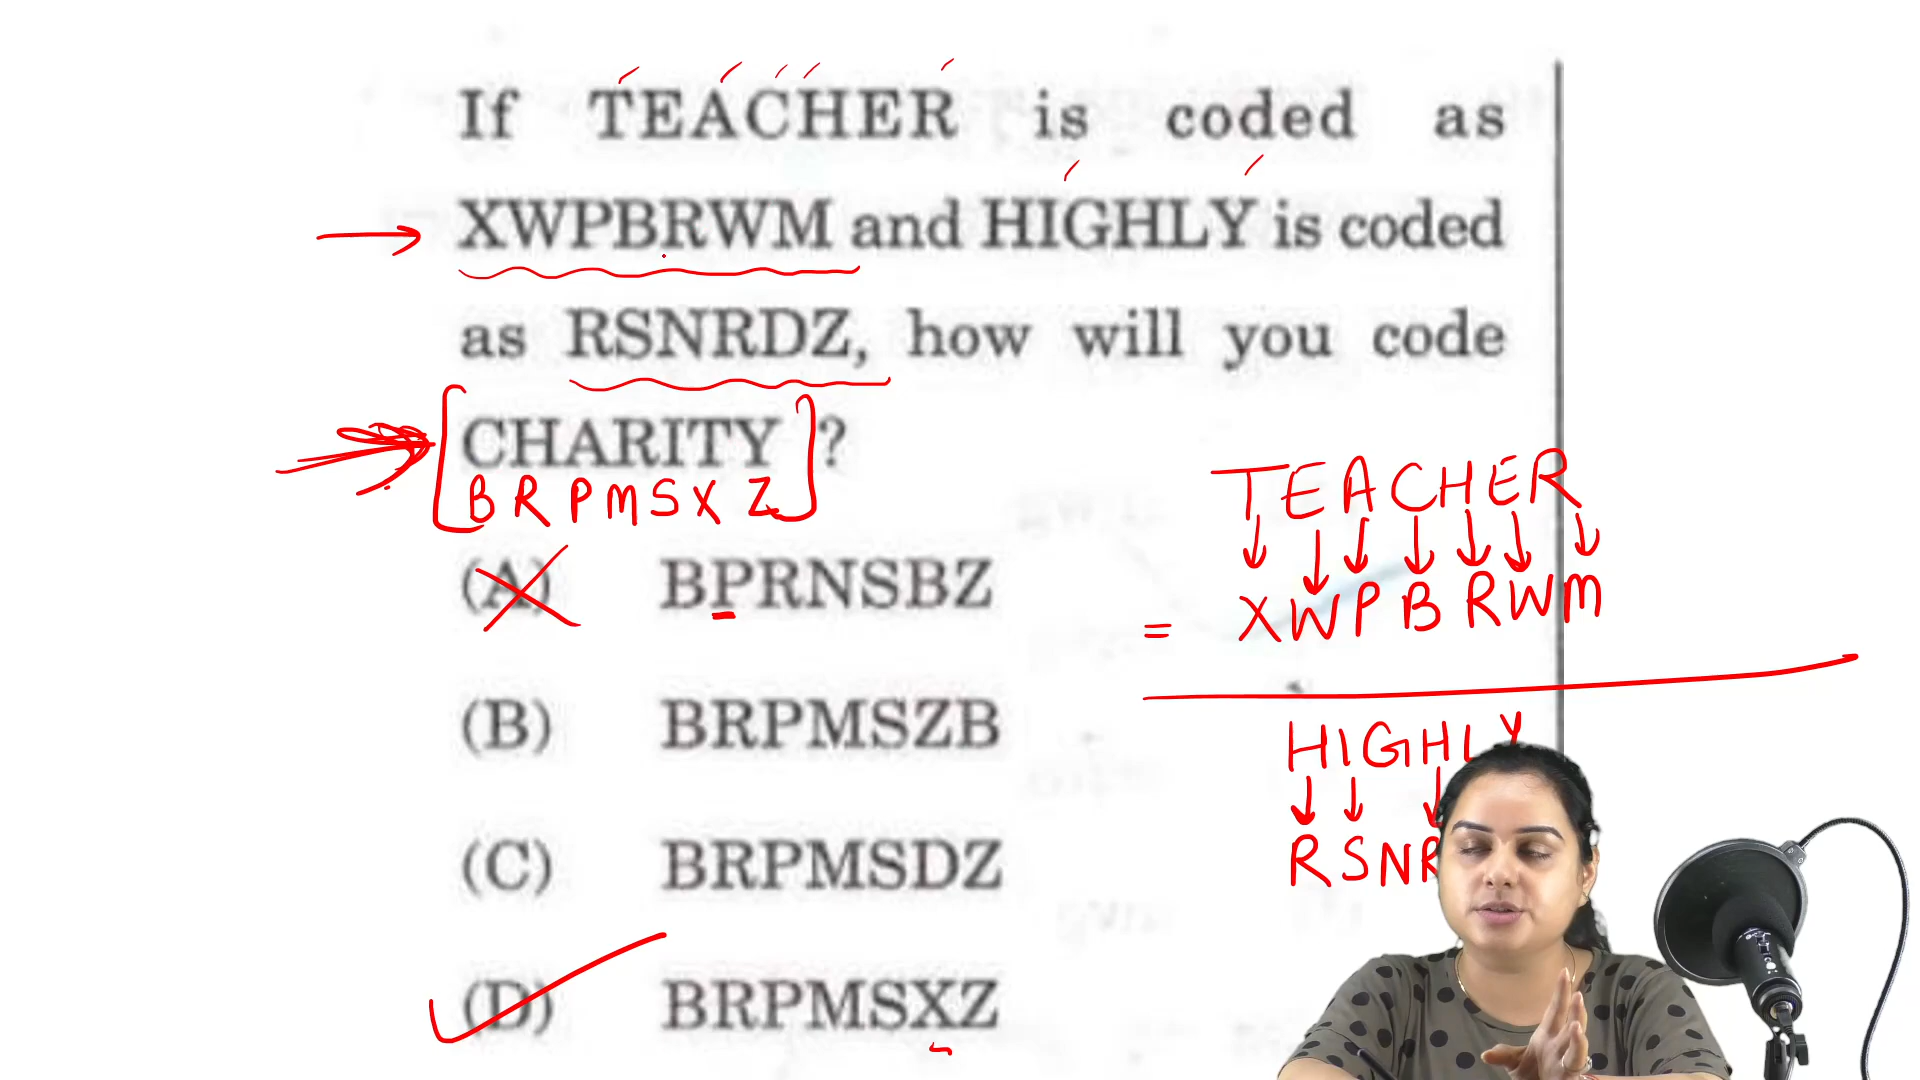 If TEACHER is coded as
XWPBRWM and HIGHLY is coded
as RSNRDZ, how will you code
CHARITY ?
B R P M S X Z
(A) BPRNSBZ
(B) BRPMSZB
(C) BRPMSDZ
(D) BRPMSXZ
TEACHER
= XWPBRWM
HIGHLY
RSNR